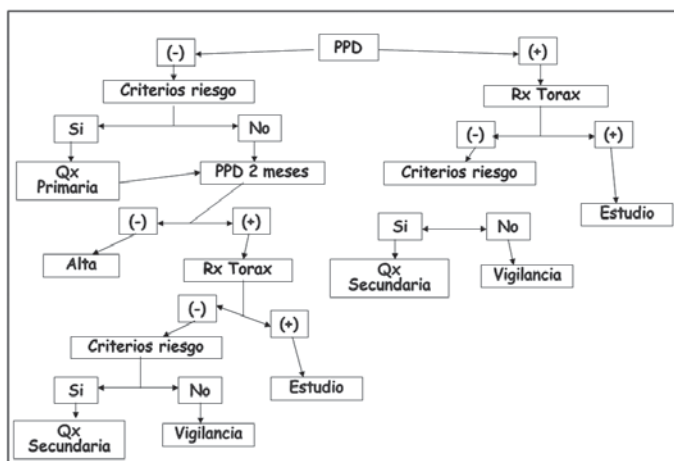 (-)
PPD
(+)
Criterios riesgo
Rx Torax
Si
No
(-)
(+)
Qx
Primaria
PPD 2 meses
Criterios riesgo
(-)
(+)
Si
No
Estudio
Alta
Rx Torax
Qx
Secundaria
Vigilancia
(-)
(+)
Criterios riesgo
Si
No
Estudio
Qx
Secundaria
Vigilancia